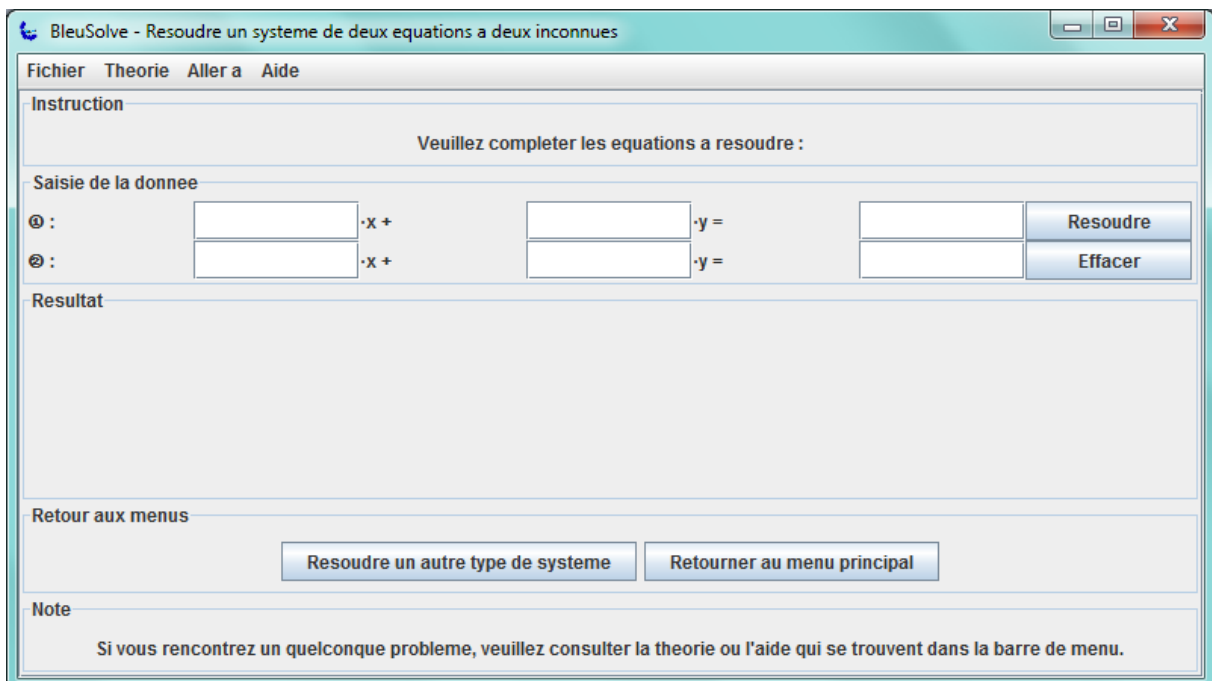 BleuSolve - Resoudre un systeme de deux equations a deux inconnues
Fichier Theorie Aller a Aide
Instruction
Veuillez completer les equations a resoudre :
Saisie de la donnee
① : ·x + ·y = Resoudre
② : ·x + ·y = Effacer
Resultat
Retour aux menus
Resoudre un autre type de systeme Retourner au menu principal
Note
Si vous rencontrez un quelconque probleme, veuillez consulter la theorie ou l'aide qui se trouvent dans la barre de menu.